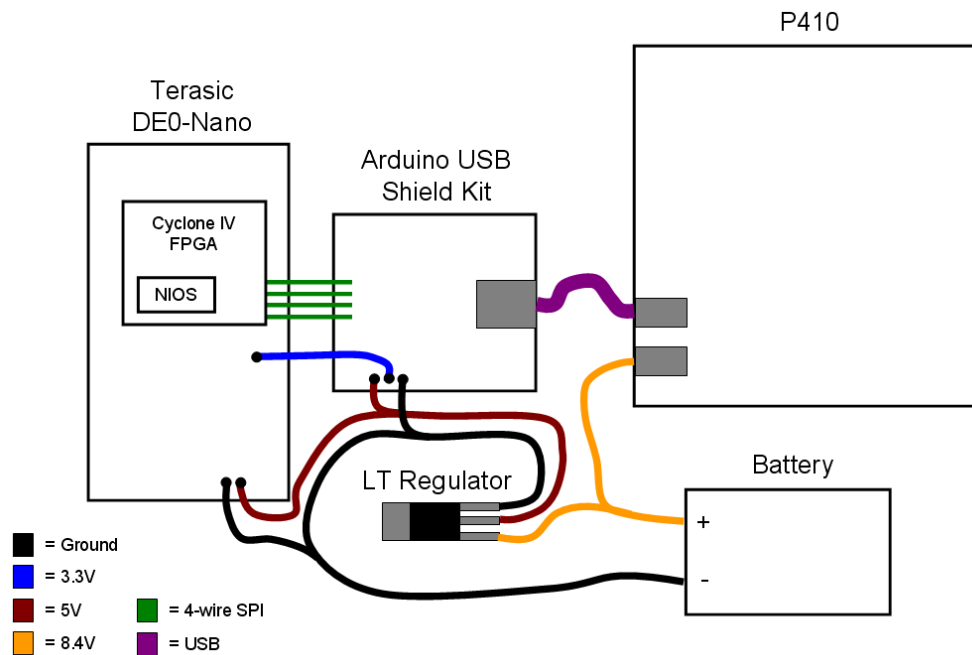 P410
Terasic
DE0-Nano
Arduino USB
Shield Kit
Cyclone IV
FPGA
NIOS
LT Regulator
Battery
+
-
= Ground
= 3.3V
= 5V
= 8.4V
= 4-wire SPI
= USB